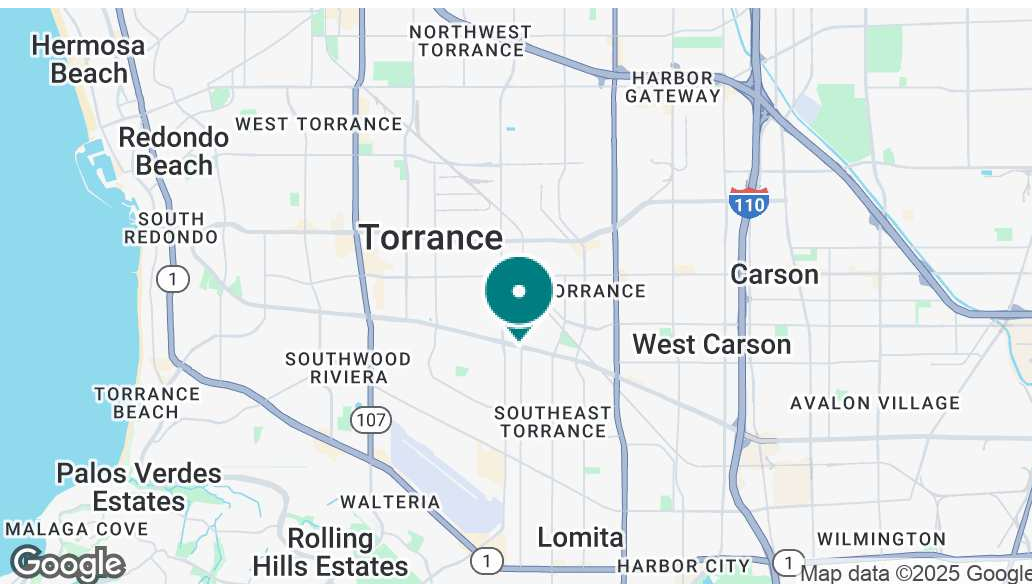 NORTHWEST
TORRANCE
Hermosa
Beach
HARBOR
GATEWAY
WEST TORRANCE
Redondo
Beach
110
SOUTH
REDONDO
Torrance
1
Carson
ORRANCE
West Carson
SOUTHWOOD
RIVIERA
TORRANCE
BEACH
AVALON VILLAGE
107
SOUTHEAST
TORRANCE
Palos Verdes
Estates
WALTERIA
MALAGA COVE
Rolling
Hills Estates
Lomita
WILMINGTON
1
HARBOR CITY
1
Google
Map data ©2025 Google